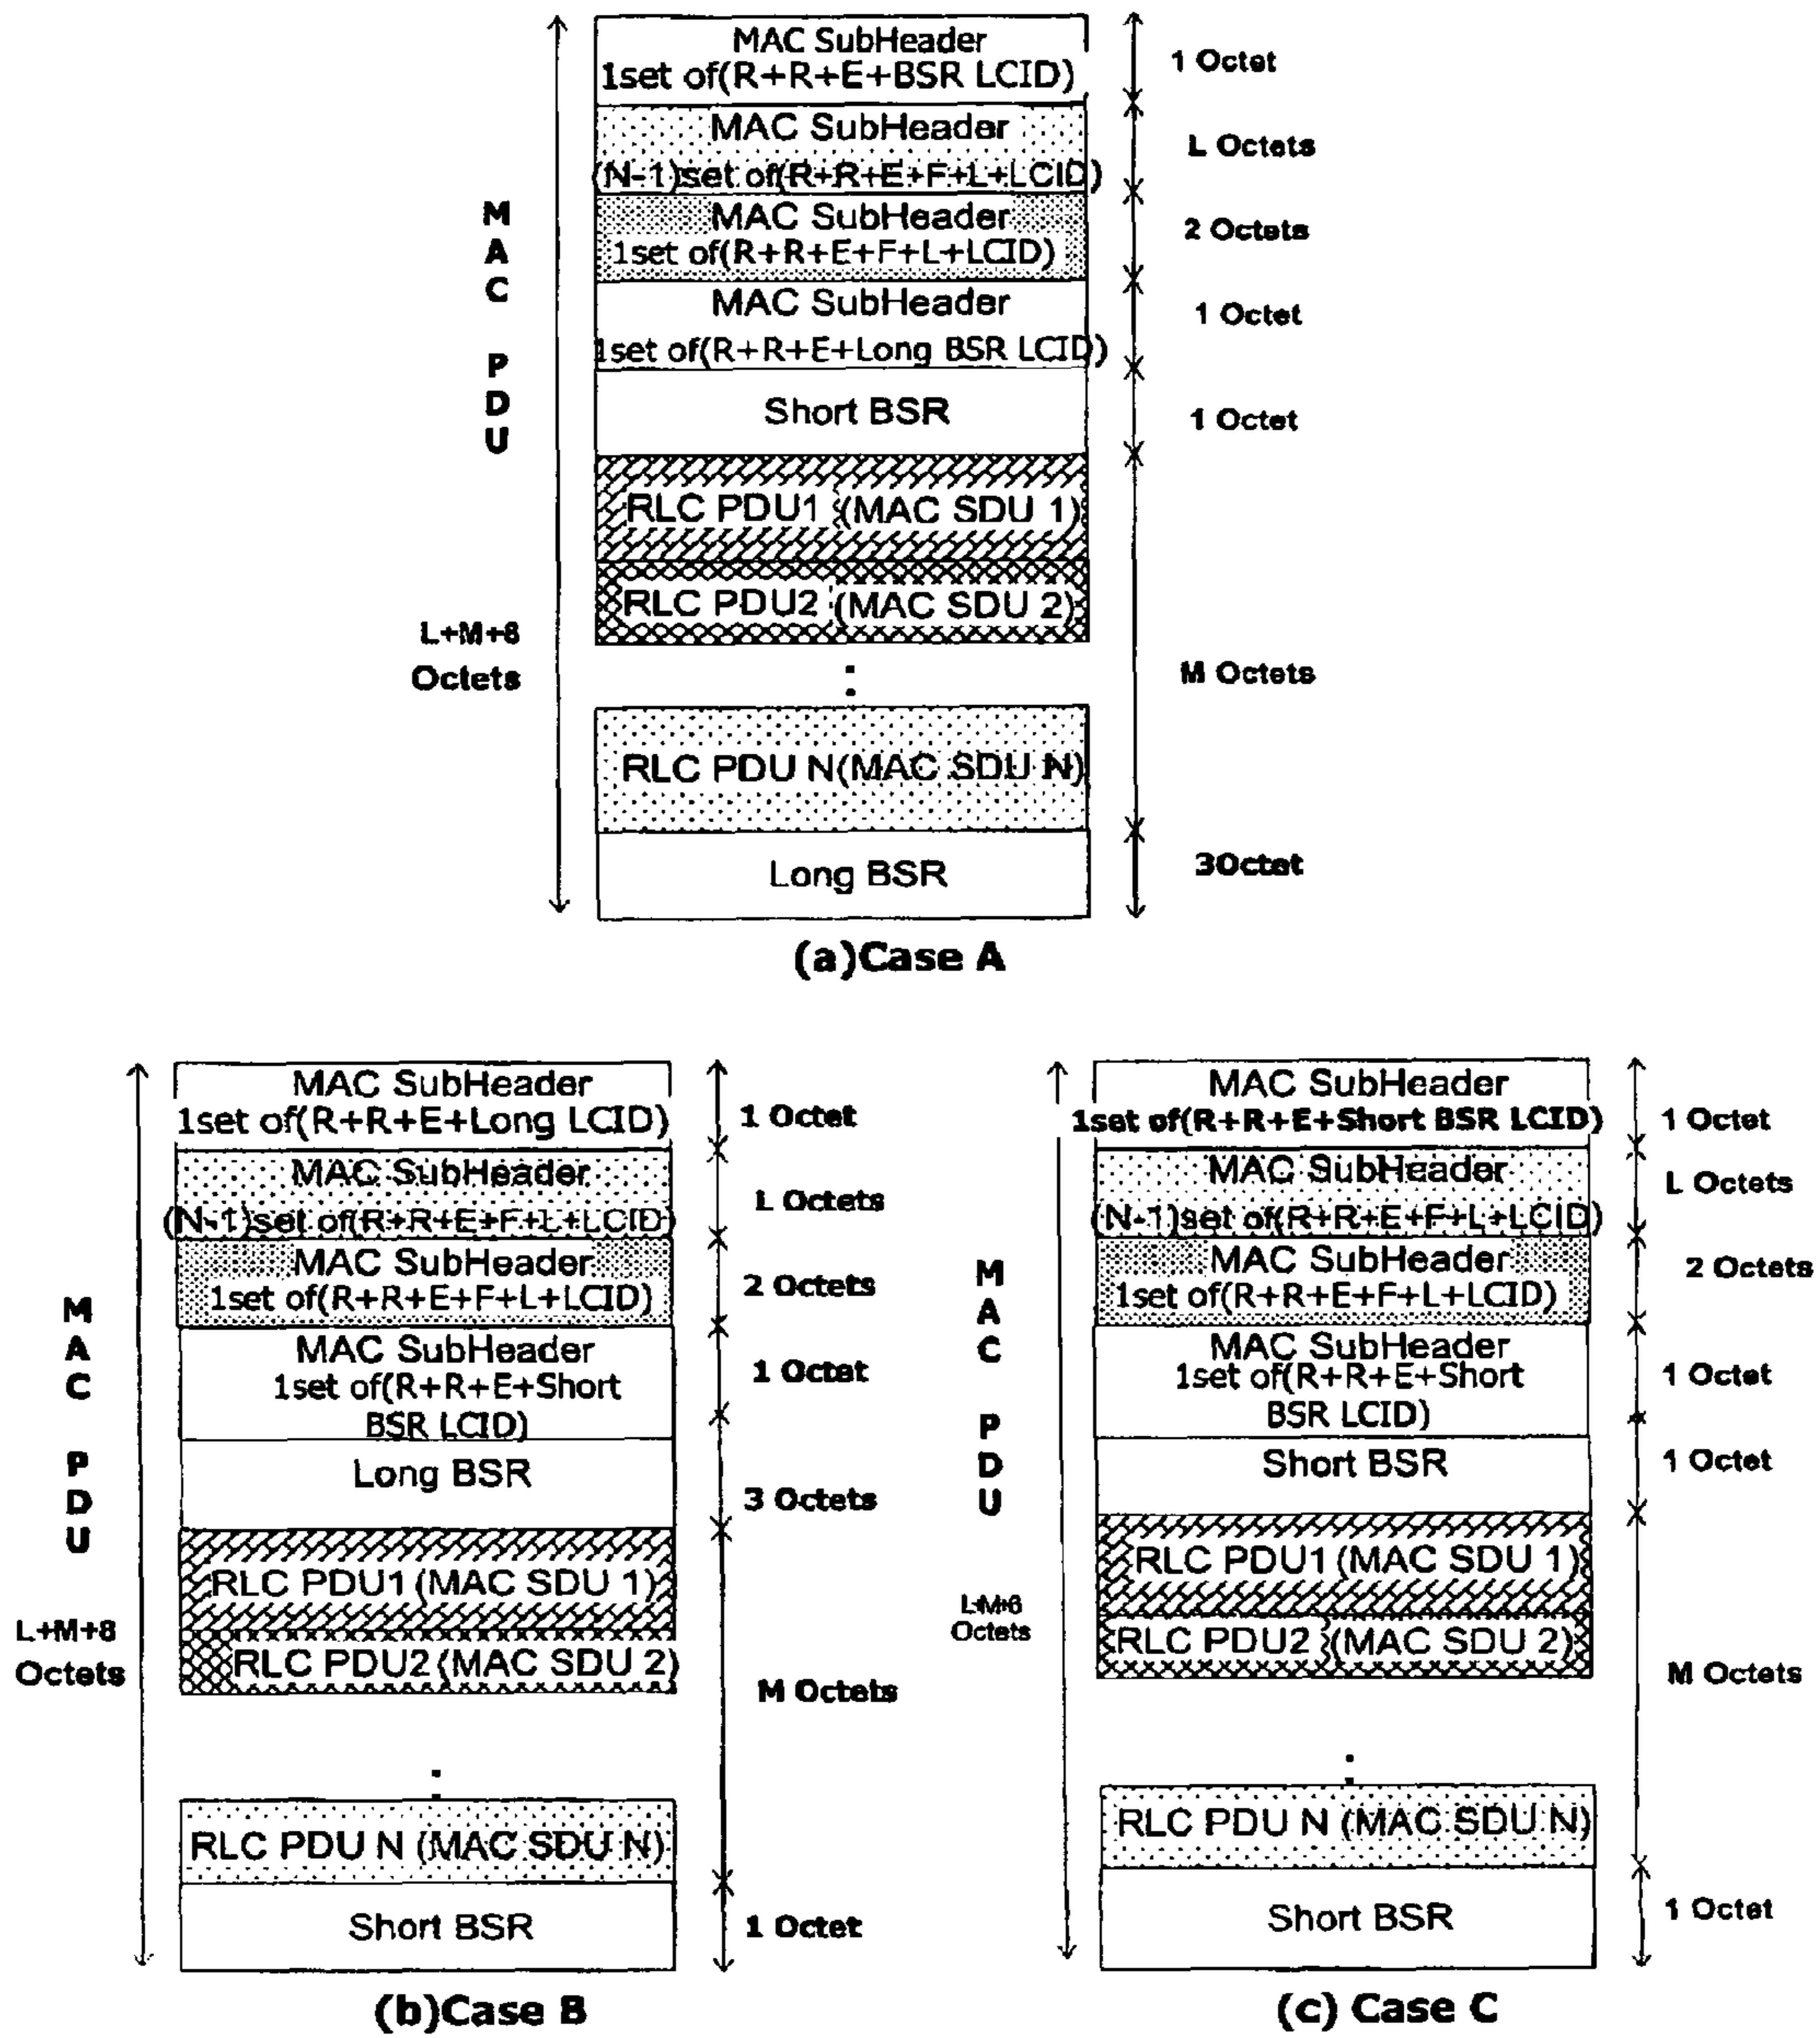 MAC SubHeader
1set of(R+R+E+BSR LCID)
1 Octet
MAC SubHeader
(N-1)set of(R+R+E+F+L+LCID)
L Octets
MAC SubHeader
1set of(R+R+E+F+L+LCID)
2 Octets
MAC SubHeader
1set of(R+R+E+Long BSR LCID)
1 Octet
Short BSR
1 Octet
MAC PDU
RLC PDU1 (MAC SDU 1)
RLC PDU2 (MAC SDU 2)
:
RLC PDU N(MAC SDU N)
M Octets
L+M+8
Octets
Long BSR
3Octet
(a)Case A
MAC SubHeader
1set of(R+R+E+Long LCID)
1 Octet
MAC SubHeader
(N-1)set of(R+R+E+F+L+LCID)
L Octets
MAC SubHeader
1set of(R+R+E+F+L+LCID)
2 Octets
MAC SubHeader
1set of(R+R+E+Short
BSR LCID)
1 Octet
Long BSR
3 Octets
MAC PDU
RLC PDU1 (MAC SDU 1)
RLC PDU2 (MAC SDU 2)
:
RLC PDU N (MAC SDU N)
M Octets
L+M+8
Octets
Short BSR
1 Octet
(b)Case B
MAC SubHeader
1set of(R+R+E+Short BSR LCID)
1 Octet
MAC SubHeader
(N-1)set of(R+R+E+F+L+LCID)
L Octets
MAC SubHeader
1set of(R+R+E+F+L+LCID)
2 Octets
MAC SubHeader
1set of(R+R+E+Short
BSR LCID)
1 Octet
Short BSR
1 Octet
MAC PDU
RLC PDU1 (MAC SDU 1)
RLC PDU2 (MAC SDU 2)
:
RLC PDU N (MAC SDU N)
M Octets
L+M+6
Octets
Short BSR
1 Octet
(c) Case C